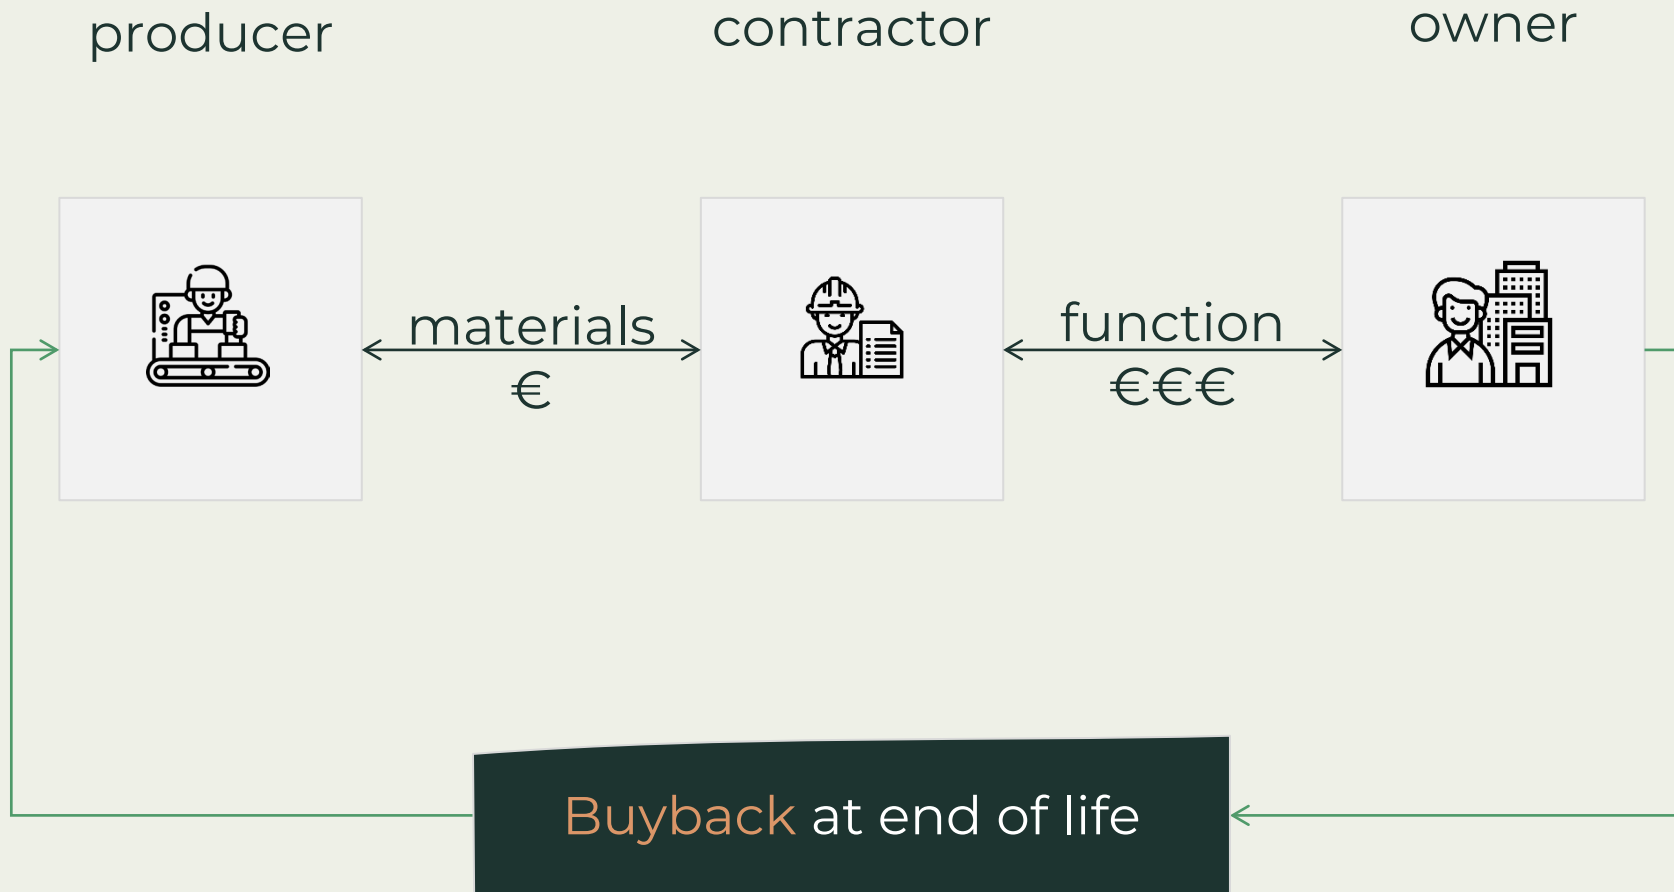 producer
contractor
owner
materials
€
function
€€€
Buyback at end of life